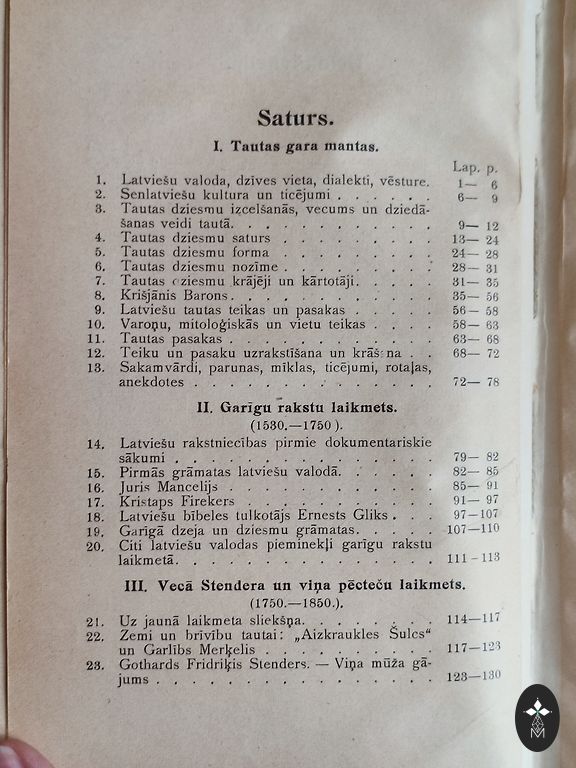 Saturs.
I. Tautas gara mantas.
Lap. p.
1. Latviešu valoda, dzīves vieta, dialekti, vēsture. 1— 6
2. Senlatviešu kultura un ticējumi . . . . . . 6— 9
3. Tautas dziesmu izcelšanās, vecums un dziedā-
šanas veidi tautā. . . . . . . . . . . 9— 12
4. Tautas dziesmu saturs . . . . . . . . . 13— 24
5. Tautas dziesmu forma . . . . . . . . . 24— 28
6. Tautas dziesmu nozīme . . . . . . . . . 28— 31
7. Tautas dziesmu krājēji un kārtotāji. . . . . 31— 35
8. Krišjānis Barons . . . . . . . . . . . 35— 56
9. Latviešu tautas teikas un pasakas . . . . . 56— 58
10. Varoņu, mitoloģiskās un vietu teikas . . . . 58— 63
11. Tautas pasakas . . . . . . . . . . . 63— 68
12. Teiku un pasaku uzrakstīšana un krāšana . . 68— 72
13. Sakamvārdi, parunas, mīklas, ticējumi, rotaļas,
anekdotes . . . . . . . . . . . . . 72— 78
II. Garīgu rakstu laikmets.
(1530.—1750 ).
14. Latviešu rakstniecības pirmie dokumentariskie
sākumi . . . . . . . . . . . . . . 79— 82
15. Pirmās grāmatas latviešu valodā. . . . . . 82— 85
16. Juris Mancelijs . . . . . . . . . . . 85— 91
17. Kristaps Firekers . . . . . . . . . . . 91— 97
18. Latviešu bībeles tulkotājs Ernests Gliks . . . 97—107
19. Garīgā dzeja un dziesmu grāmatas. . . . . 107—110
20. Citi latviešu valodas pieminekļi garīgu rakstu
laikmetā. . . . . . . . . . . . . . 111-113
III. Vecā Stendera un viņa pēcteču laikmets.
(1750.—1850.).
21. Uz jaunā laikmeta sliekšņa. . . . . . . . 114—117
22. Zemi un brīvību tautai: „Aizkraukles Šulcs“
un Garlībs Merķelis . . . . . . . . . . 117—123
23. Gothards Fridriķis Stenders. — Viņa mūža gā-
jums . . . . . . . . . . . . . . . 123—130
M